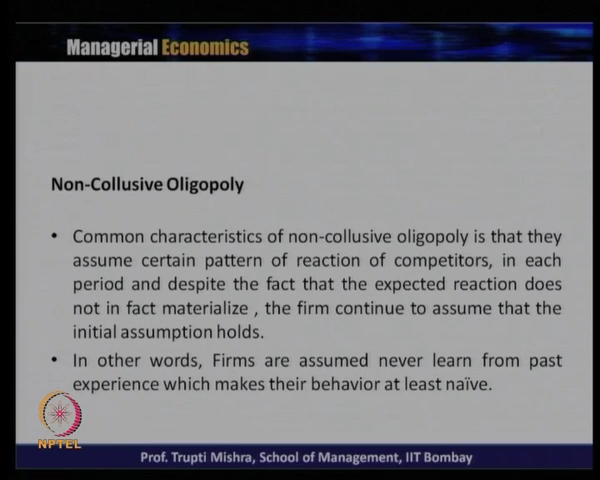 Managerial Economics
Non-Collusive Oligopoly
• Common characteristics of non-collusive oligopoly is that they
assume certain pattern of reaction of competitors, in each
period and despite the fact that the expected reaction does
not in fact materialize , the firm continue to assume that the
initial assumption holds.
• In other words, Firms are assumed never learn from past
experience which makes their behavior at least naïve.
NPTEL
Prof. Trupti Mishra, School of Management, IIT Bombay